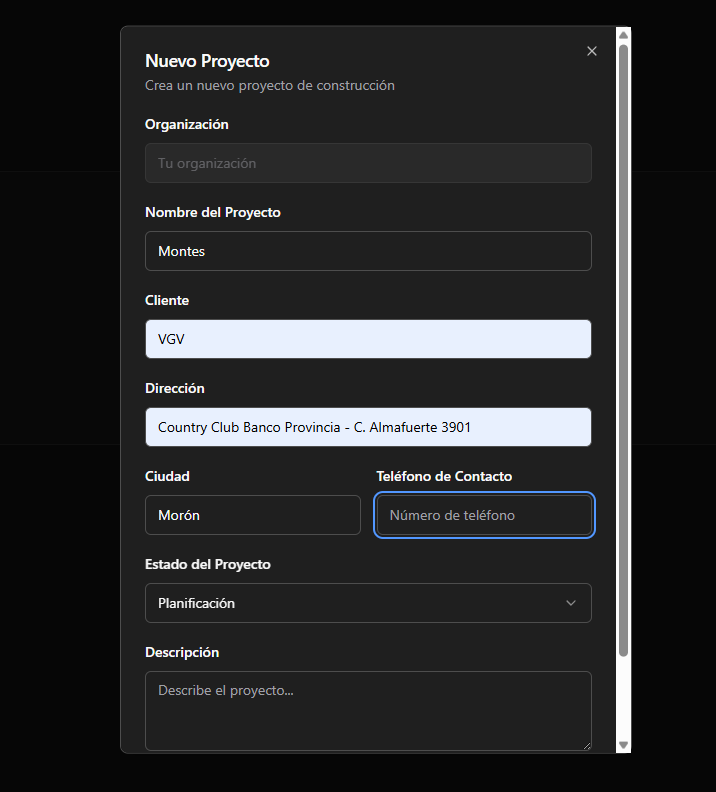 Nuevo Proyecto
Crea un nuevo proyecto de construcción
Organización
Tu organización
Nombre del Proyecto
Montes
Cliente
VGV
Dirección
Country Club Banco Provincia - C. Almafuerte 3901
Ciudad
Teléfono de Contacto
Morón
Número de teléfono
Estado del Proyecto
Planificación
Descripción
Describe el proyecto...